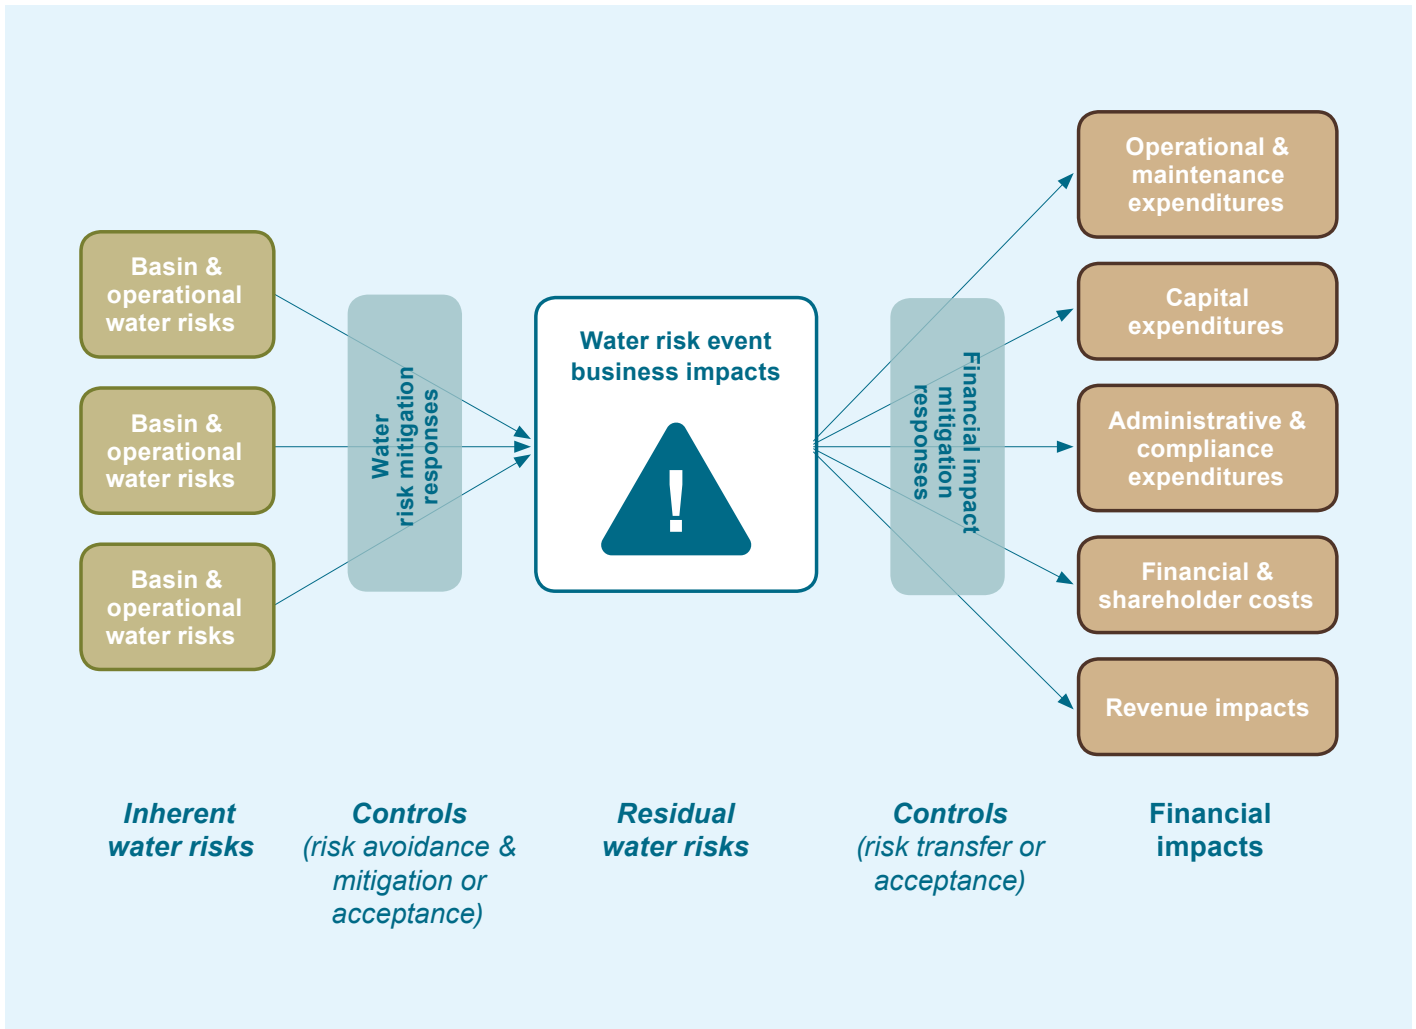 Basin &
operational
water risks
Basin &
operational
water risks
Basin &
operational
water risks
Water
risk mitigation
responses
Water risk event
business impacts
!
Financial impact
mitigation
responses
Operational &
maintenance
expenditures
Capital
expenditures
Administrative &
compliance
expenditures
Financial &
shareholder costs
Revenue impacts
Inherent
water risks
Controls
(risk avoidance &
mitigation or
acceptance)
Residual
water risks
Controls
(risk transfer or
acceptance)
Financial
impacts